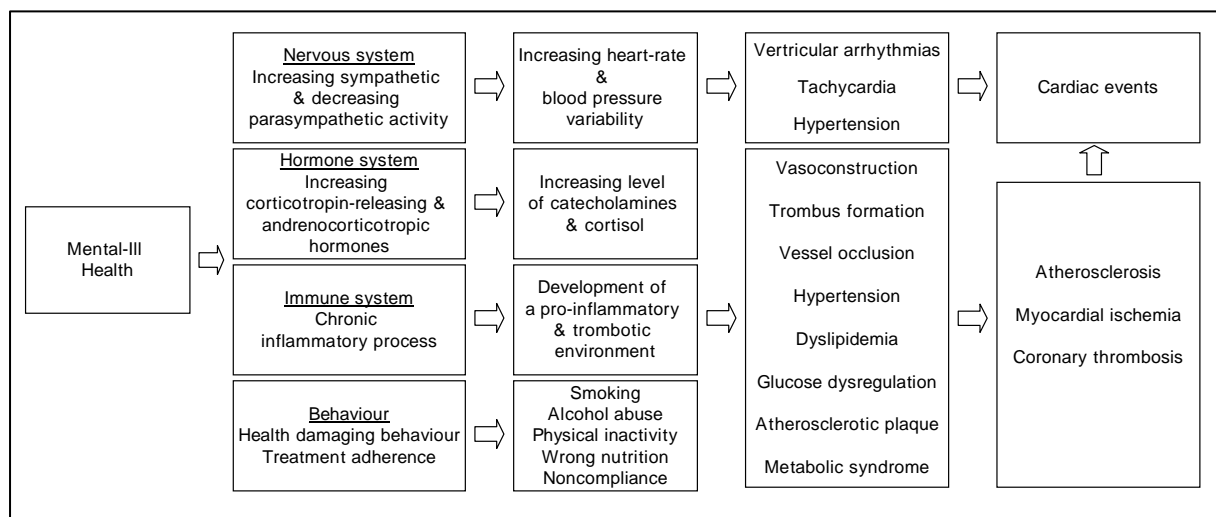 Mental-Ill
Health
Nervous system
Increasing sympathetic
& decreasing
parasympathetic activity
Hormone system
Increasing
corticotropin-releasing &
andrenocorticotropic
hormones
Immune system
Chronic
inflammatory process
Behaviour
Health damaging behaviour
Treatment adherence
Increasing heart-rate
&
blood pressure
variability
Increasing level
of catecholamines
& cortisol
Development of
a pro-inflammatory
& trombotic
environment
Smoking
Alcohol abuse
Physical inactivity
Wrong nutrition
Noncompliance
Vertricular arrhythmias
Tachycardia
Hypertension
Vasoconstruction
Trombus formation
Vessel occlusion
Hypertension
Dyslipidemia
Glucose dysregulation
Atherosclerotic plaque
Metabolic syndrome
Cardiac events
Atherosclerosis
Myocardial ischemia
Coronary thrombosis